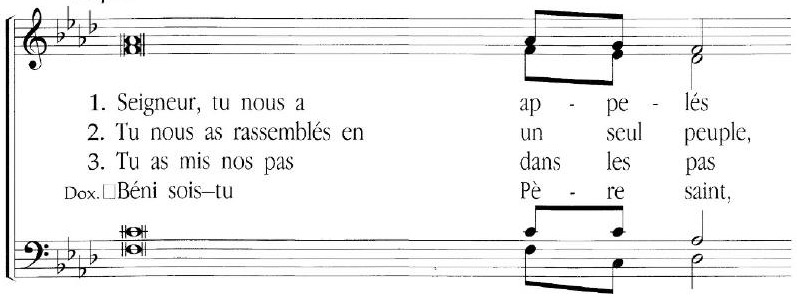 1. Seigneur, tu nous a ap - pe - lés
2. Tu nous as rassemblés en un seul peuple,
3. Tu as mis nos pas dans les pas
Dox. □Béni sois–tu Pè - re saint,